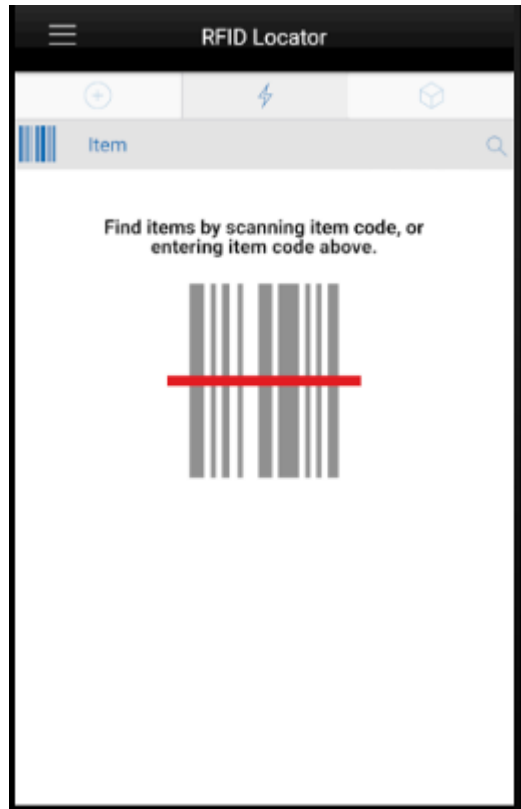 RFID Locator
Item
Find items by scanning item code, or
entering item code above.